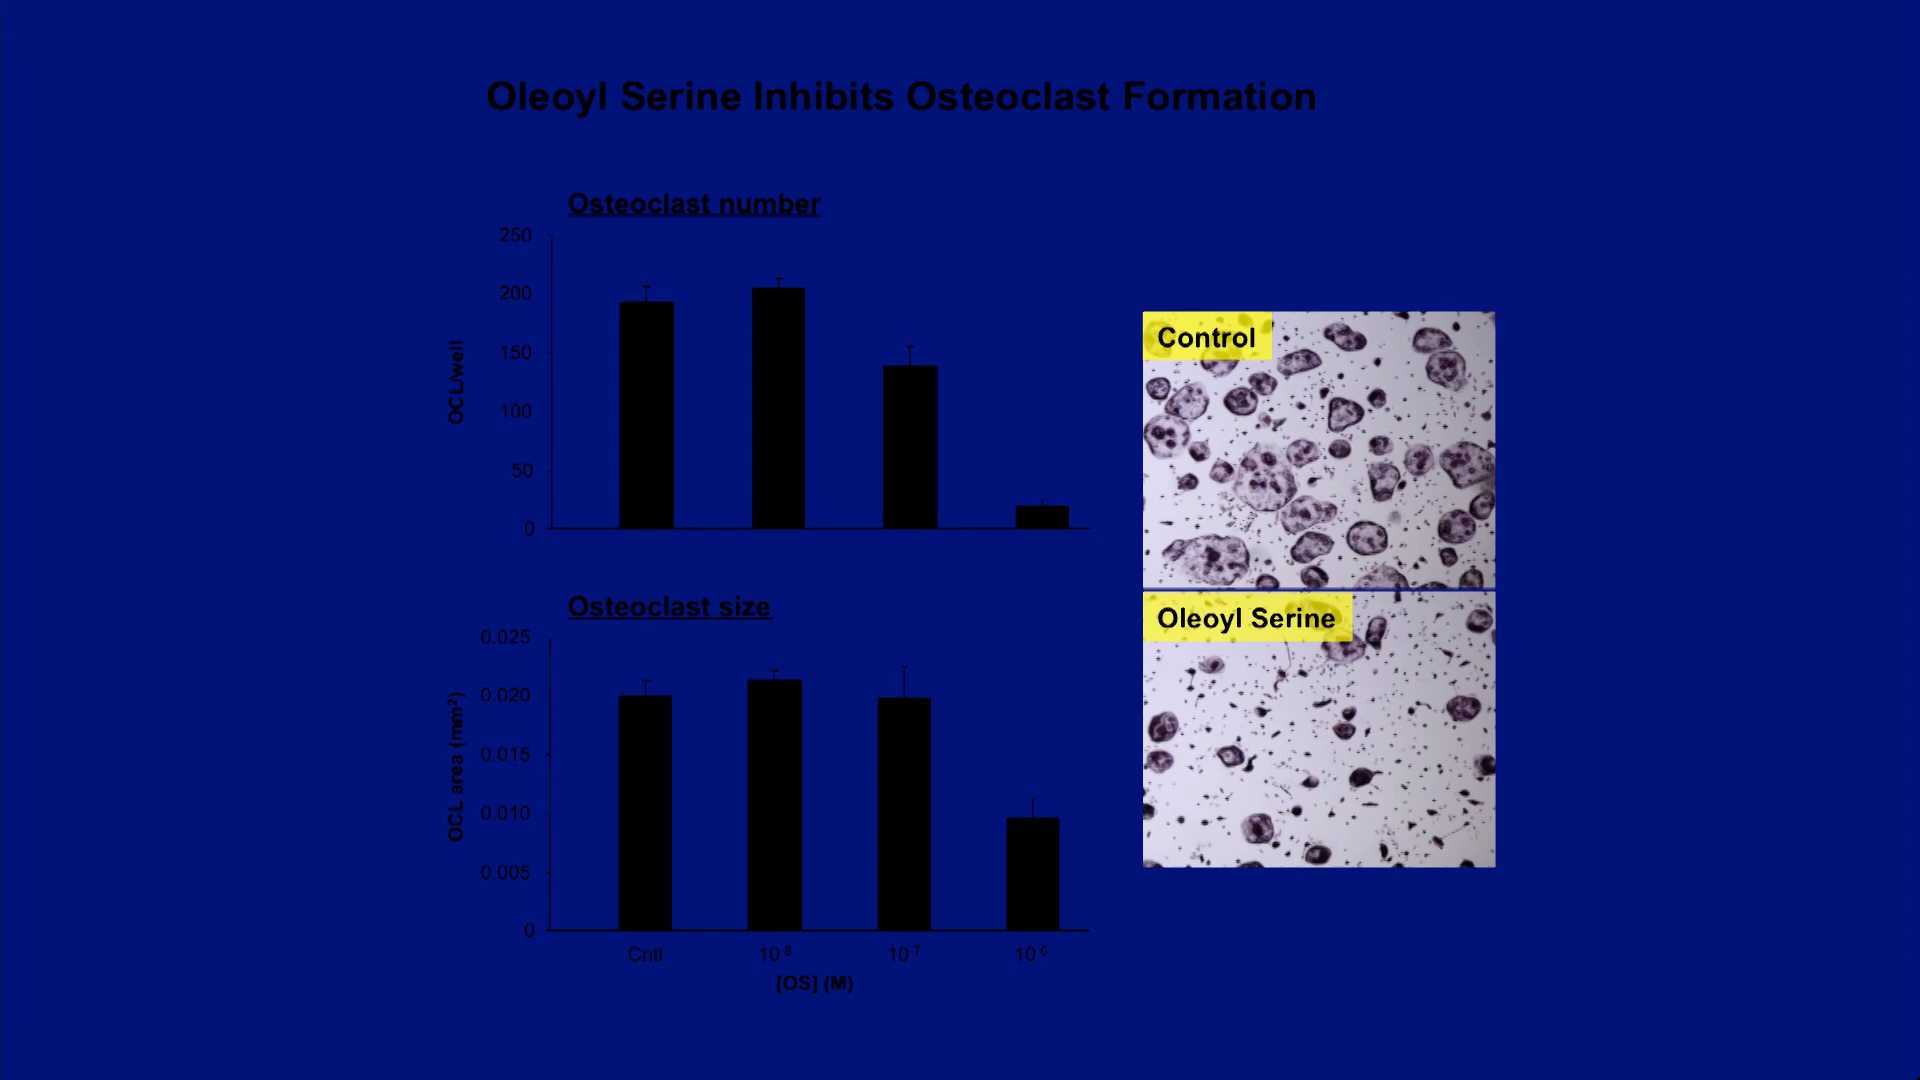 Oleoyl Serine Inhibits Osteoclast Formation
Osteoclast number
250
200
150
100
50
0
OCL/well
Osteoclast size
0.025
0.020
0.015
0.010
0.005
0
OCL area (mm²)
Cntl 10⁻⁸ 10⁻⁷ 10⁻⁶
[OS] (M)
Control
Oleoyl Serine